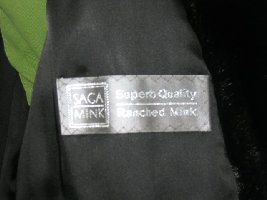 SAGA
MINK
Superb Quality
Ranched Mink